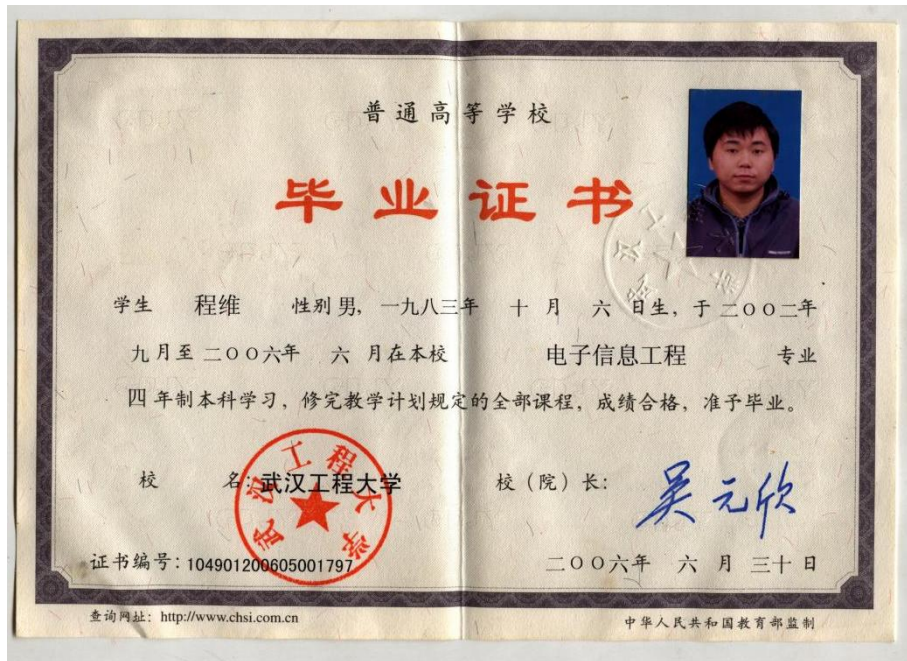 普通高等学校
毕业证书
学生 程维 性别男，一九八三年 十 月 六 日生，于二〇〇二年
九月至二〇〇六年 六 月在本校 电子信息工程 专业
四年制本科学习，修完教学计划规定的全部课程，成绩合格，准予毕业。
校 名：武汉工程大学 校（院）长：吴元欣
武汉工程大学
证书编号：104901200605001797 二〇〇六年 六 月 三十 日
查询网址：http://www.chsi.com.cn 中华人民共和国教育部监制